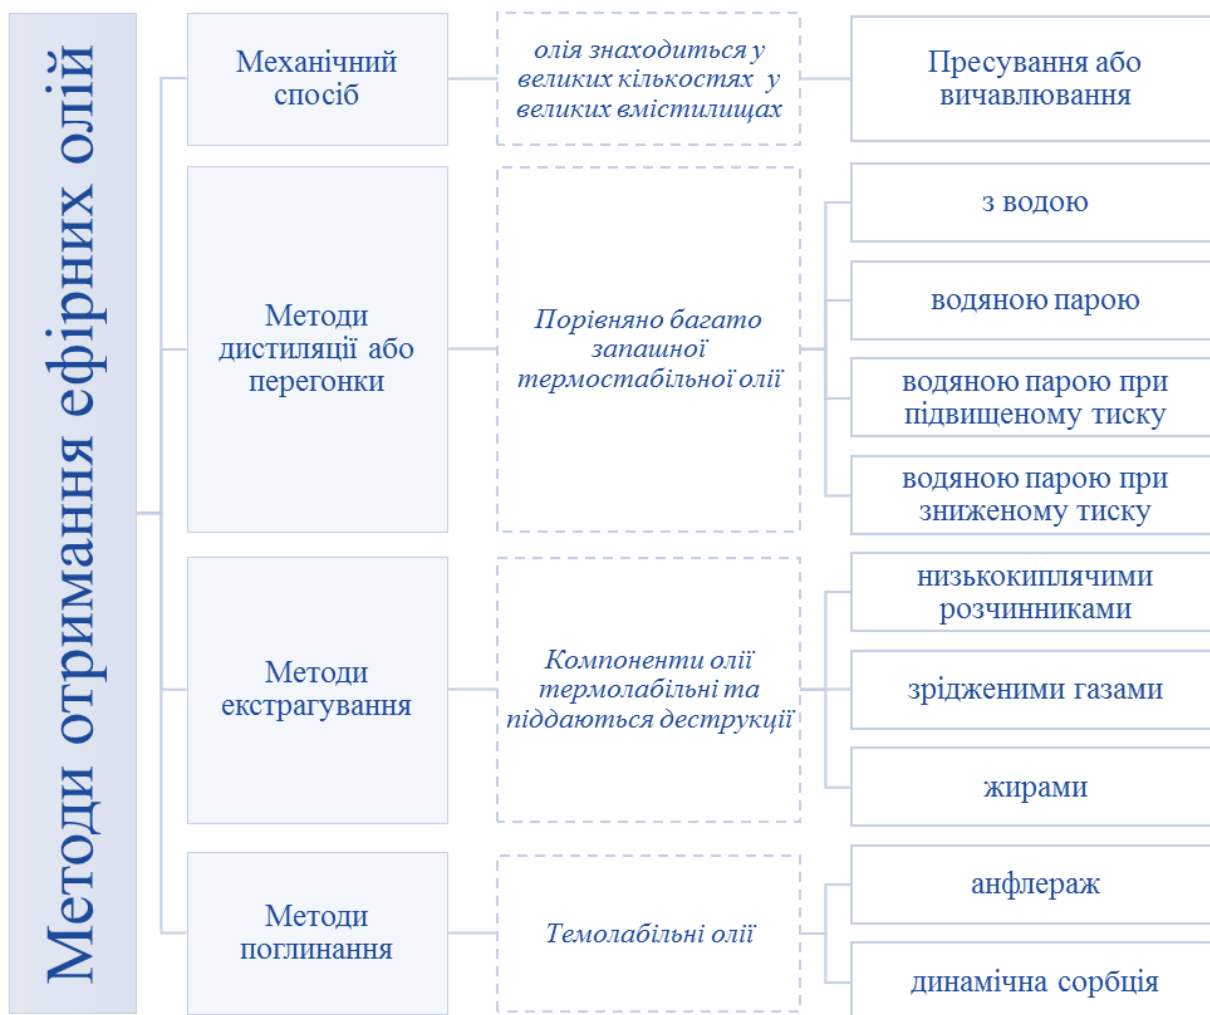 Методи отримання ефірних олій
Механічний
спосіб
олія знаходиться у
великих кількостях у
великих вмістилищах
Пресування або
вичавлювання
Методи
дистиляції або
перегонки
Порівняно багато
запашної
термостабільної олії
з водою
водяною парою
водяною парою при
підвищеному тиску
водяною парою при
зниженому тиску
Методи
екстрагування
Компоненти олії
термолабільні та
піддаються деструкції
низькокиплячими
розчинниками
зрідженими газами
жирами
Методи
поглинання
Темолабільні олії
анфлераж
динамічна сорбція